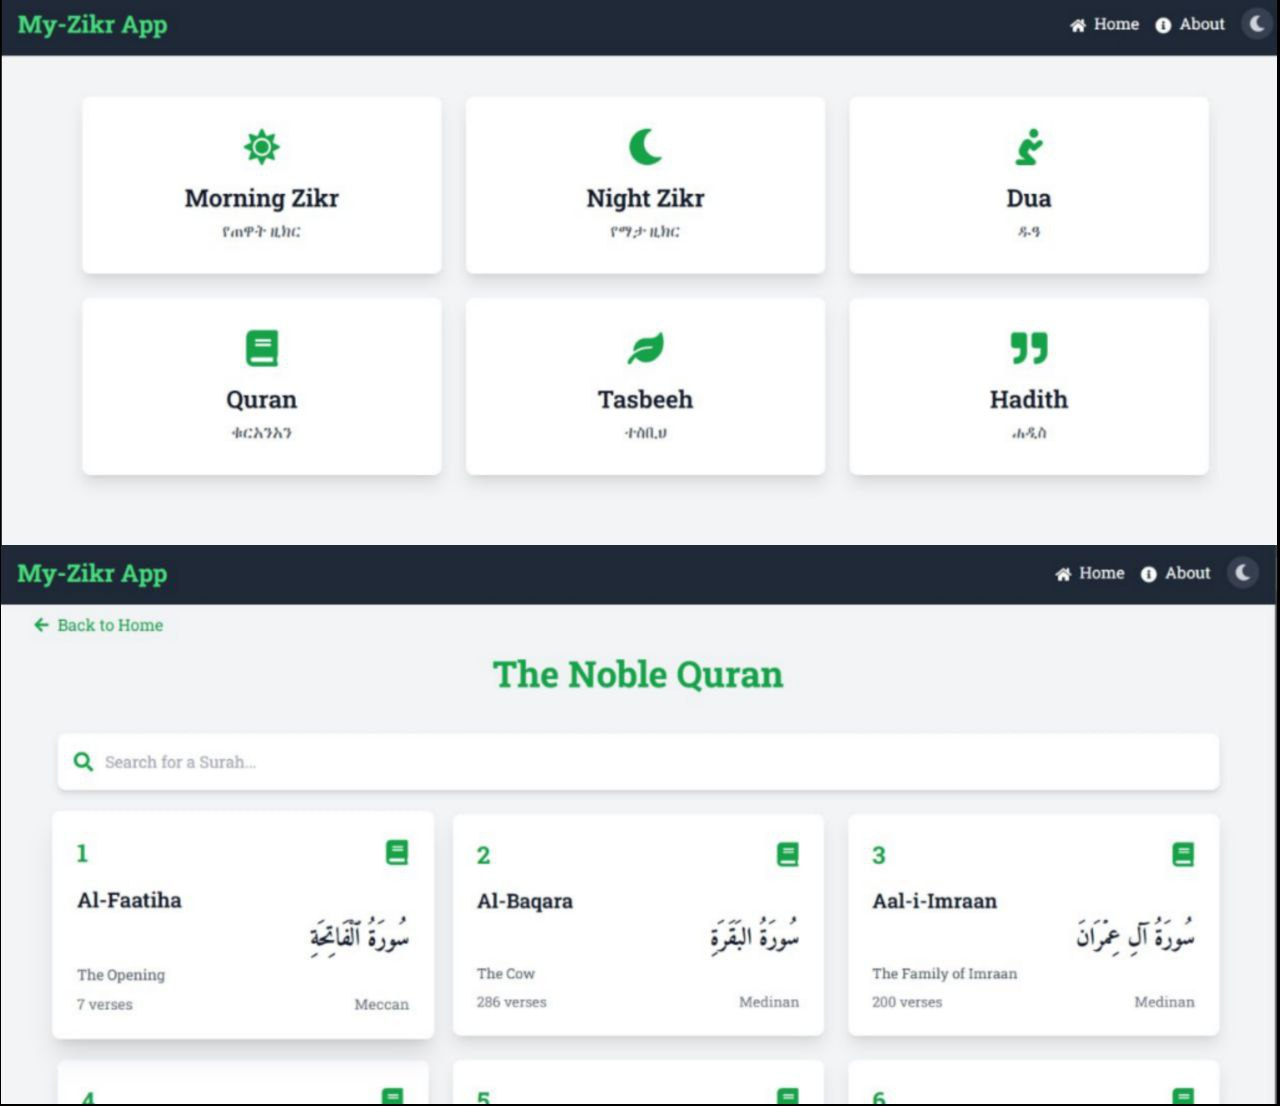 My-Zikr App
Home About
Morning Zikr
የጠዋት ዚክር
Night Zikr
የማታ ዚክር
Dua
ዱዓ
Quran
ቁርአንአን
Tasbeeh
ተስቢህ
Hadith
ሐዲስ
My-Zikr App
Home About
Back to Home
The Noble Quran
Search for a Surah...
1
Al-Faatiha
سُورَةُ ٱلْفَاتِحَةِ
The Opening
7 verses Meccan
2
Al-Baqara
سُورَةُ البَقَرَةِ
The Cow
286 verses Medinan
3
Aal-i-Imraan
سُورَةُ آلِ عِمْرَانَ
The Family of Imraan
200 verses Medinan
4
5
6